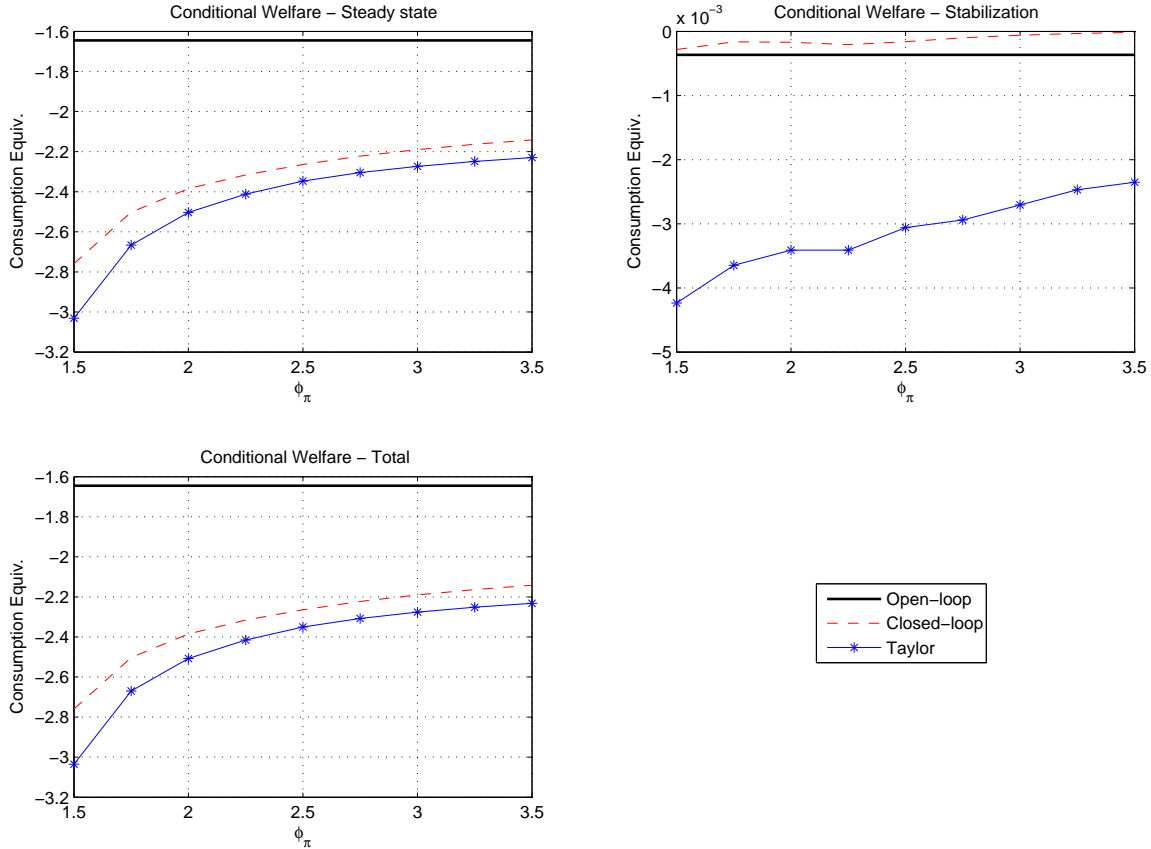 Conditional Welfare − Steady state
−1.6
−1.8
−2
−2.2
−2.4
−2.6
−2.8
−3
−3.2
Consumption Equiv.
1.5 2 2.5 3 3.5
ϕπ
Conditional Welfare − Stabilization
x 10−3
0
−1
−2
−3
−4
−5
Consumption Equiv.
1.5 2 2.5 3 3.5
ϕπ
Conditional Welfare − Total
−1.6
−1.8
−2
−2.2
−2.4
−2.6
−2.8
−3
−3.2
Consumption Equiv.
1.5 2 2.5 3 3.5
ϕπ
Open−loop
Closed−loop
Taylor